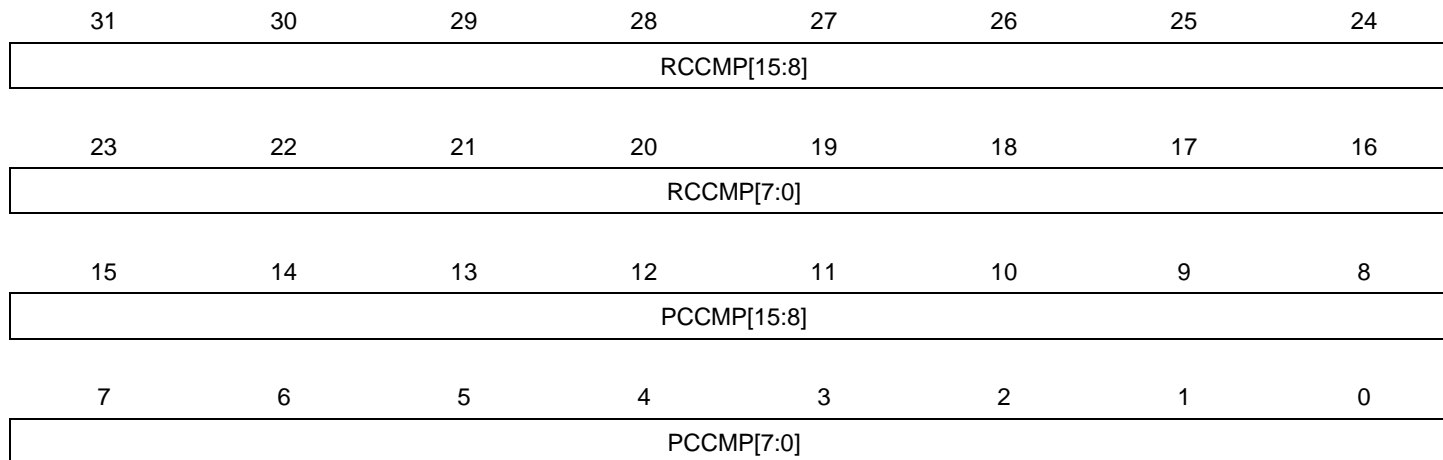 31 30 29 28 27 26 25 24
RCCMP[15:8]
23 22 21 20 19 18 17 16
RCCMP[7:0]
15 14 13 12 11 10 9 8
PCCMP[15:8]
7 6 5 4 3 2 1 0
PCCMP[7:0]